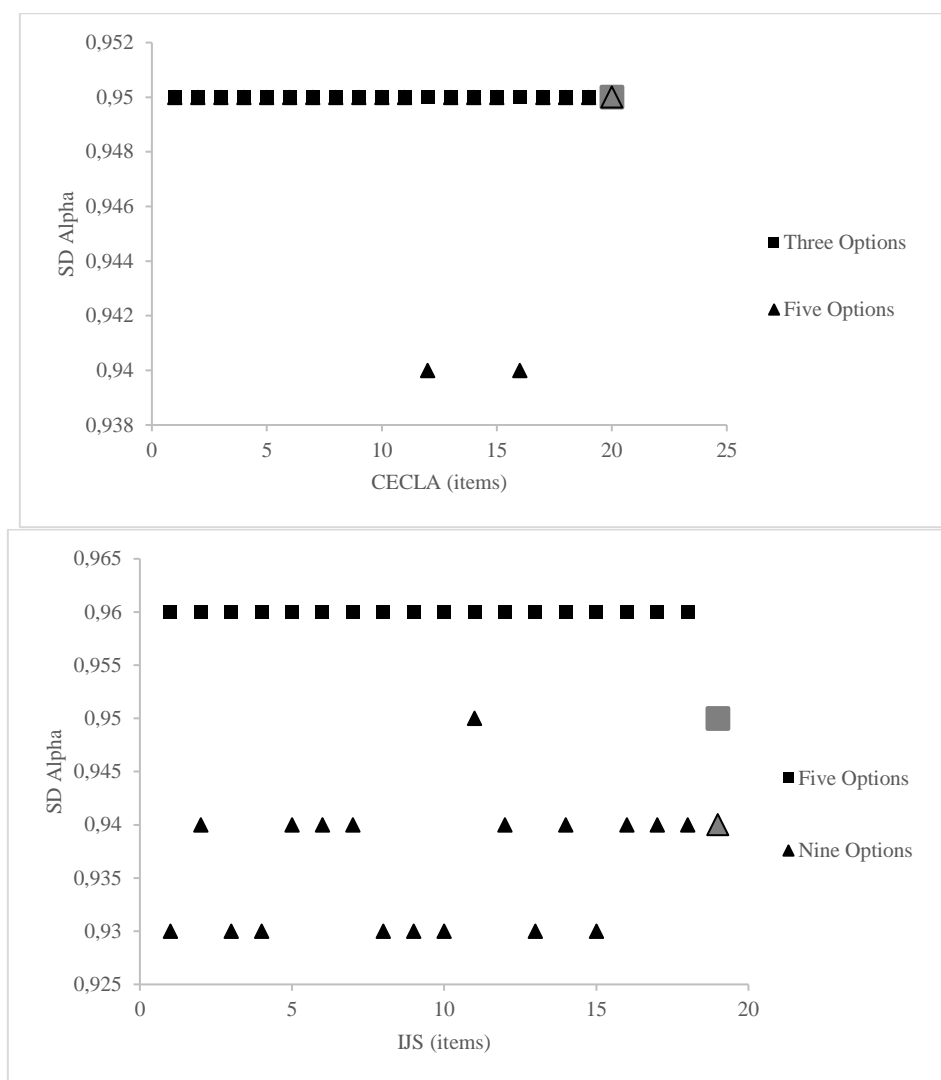 0,952
0,95
0,948
0,946
0,944
0,942
0,94
0,938
SD Alpha
0 5 10 15 20 25
CECLA (items)
Three Options
Five Options
0,965
0,96
0,955
0,95
0,945
0,94
0,935
0,93
0,925
SD Alpha
0 5 10 15 20
IJS (items)
Five Options
Nine Options